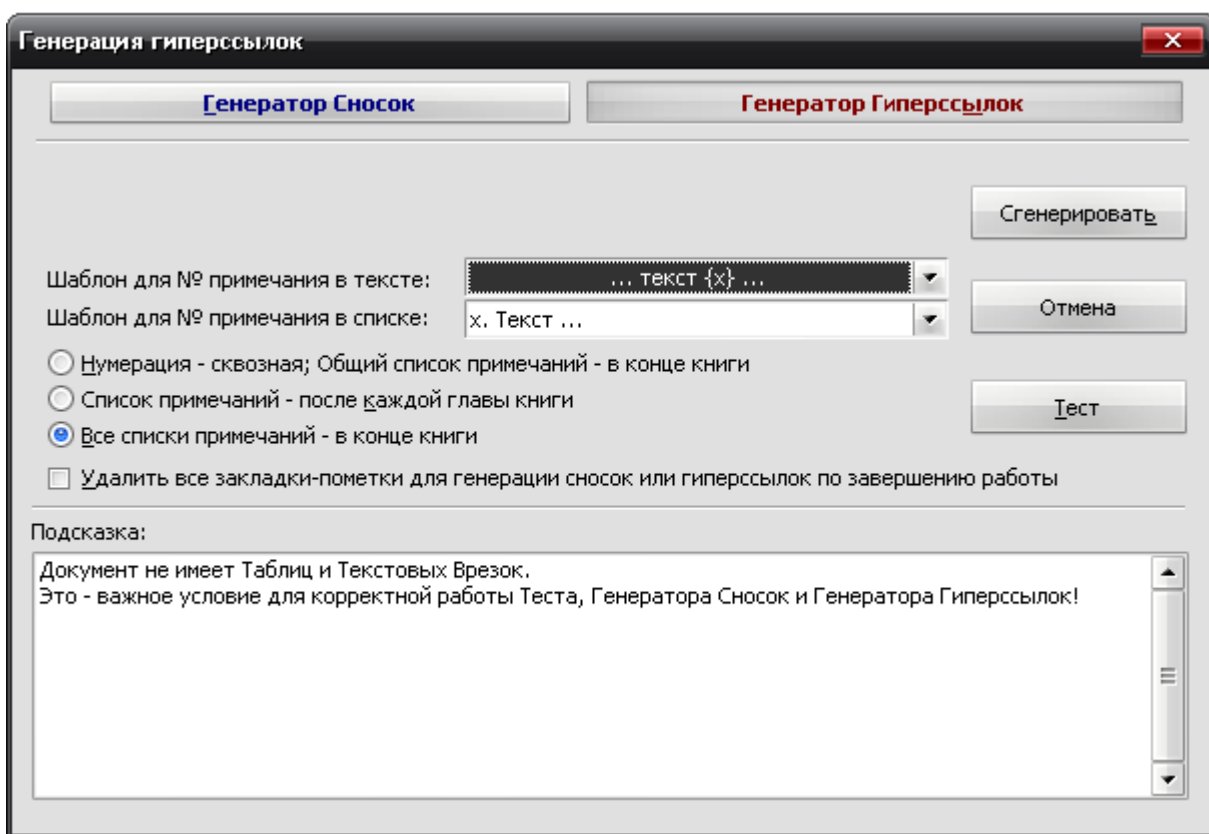 Генерация гиперссылок
Генератор Сносок
Генератор Гиперссылок
Сгенерировать
Шаблон для № примечания в тексте:
... текст {x} ...
Шаблон для № примечания в списке:
x. Текст ...
Отмена
Нумерация - сквозная; Общий список примечаний - в конце книги
Список примечаний - после каждой главы книги
Тест
Все списки примечаний - в конце книги
Удалить все закладки-пометки для генерации сносок или гиперссылок по завершению работы
Подсказка:
Документ не имеет Таблиц и Текстовых Врезок.
Это - важное условие для корректной работы Теста, Генератора Сносок и Генератора Гиперссылок!